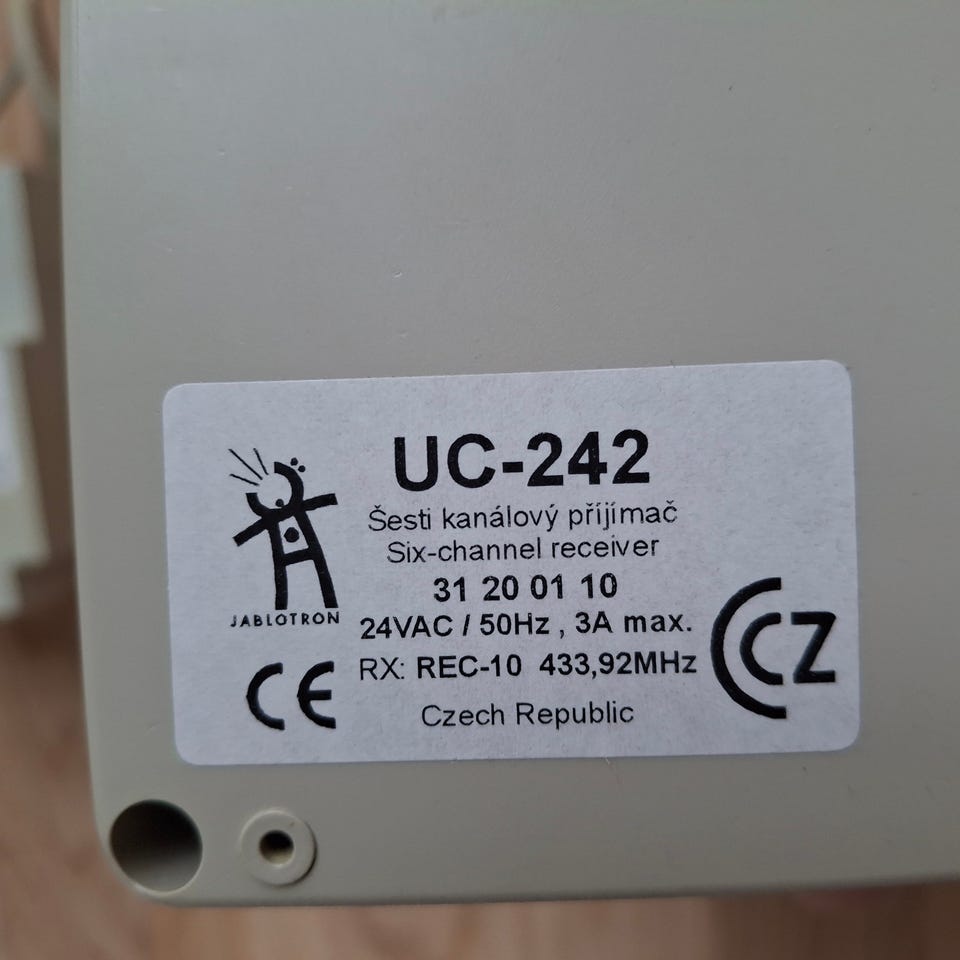 UC-242
Šesti kanálový příjímač
Six-channel receiver
31 20 01 10
JABLOTRON
24VAC / 50Hz , 3A max.
RX: REC-10 433,92MHz
CE
CZ
Czech Republic